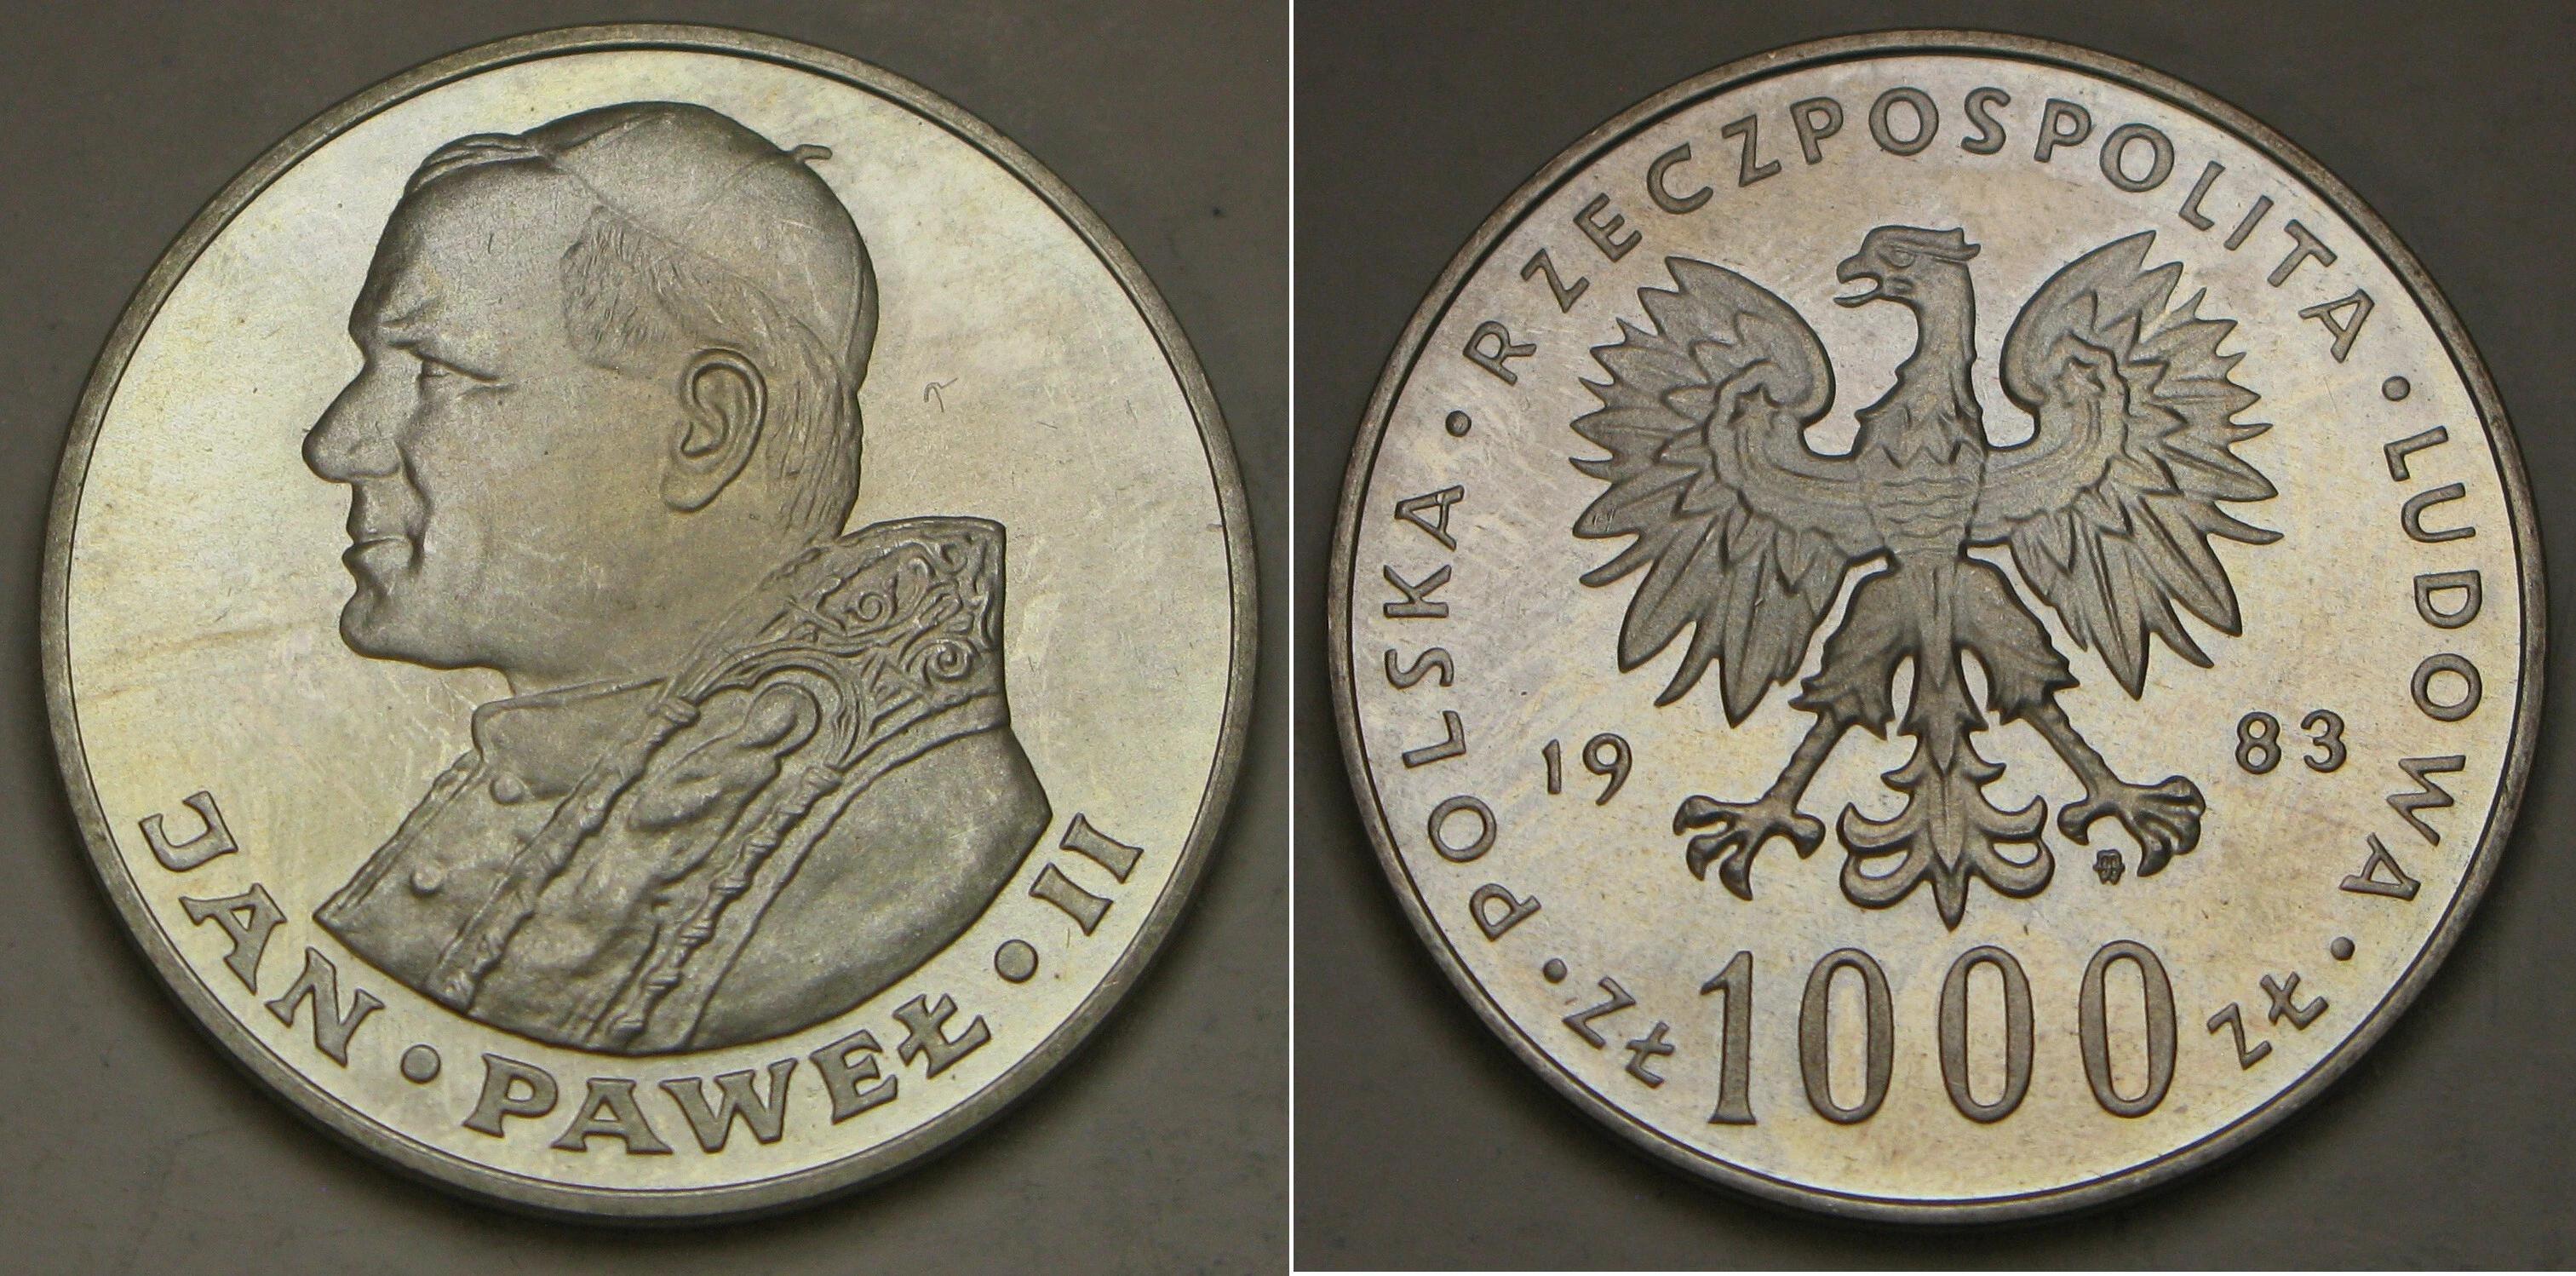 JAN • PAWEŁ • II
POLSKA • RZECZPOSPOLITA • LUDOWA
19 83
• ZŁ 1000 ZŁ •